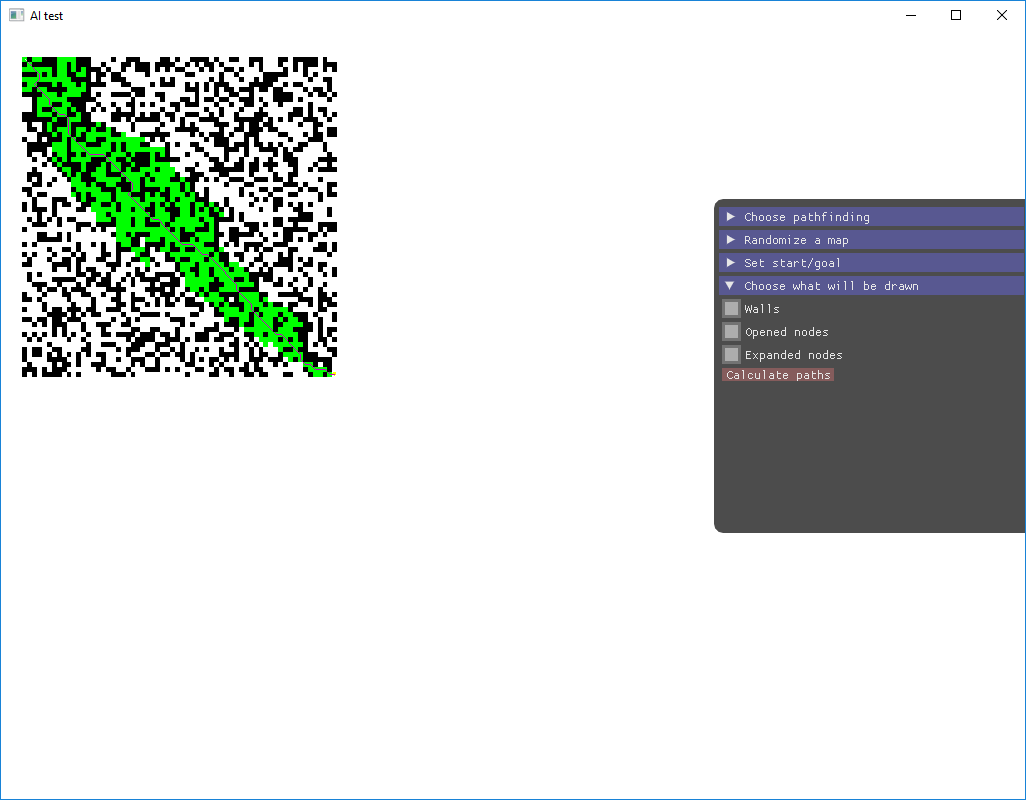 AI test
Choose pathfinding
Randomize a map
Set start/goal
Choose what will be drawn
Walls
Opened nodes
Expanded nodes
Calculate paths